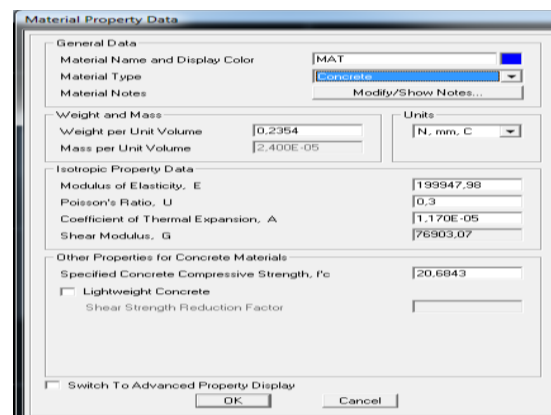 Material Property Data
General Data
Material Name and Display Color MAT
Material Type Concrete
Material Notes Modify/Show Notes...
Weight and Mass
Weight per Unit Volume 0,2354
Mass per Unit Volume 2,400E-05
Units
N, mm, C
Isotropic Property Data
Modulus of Elasticity, E 199947,98
Poisson's Ratio, U 0,3
Coefficient of Thermal Expansion, A 1,170E-05
Shear Modulus, G 76903,07
Other Properties for Concrete Materials
Specified Concrete Compressive Strength, f'c 20,6843
Lightweight Concrete
Shear Strength Reduction Factor
Switch To Advanced Property Display
OK Cancel